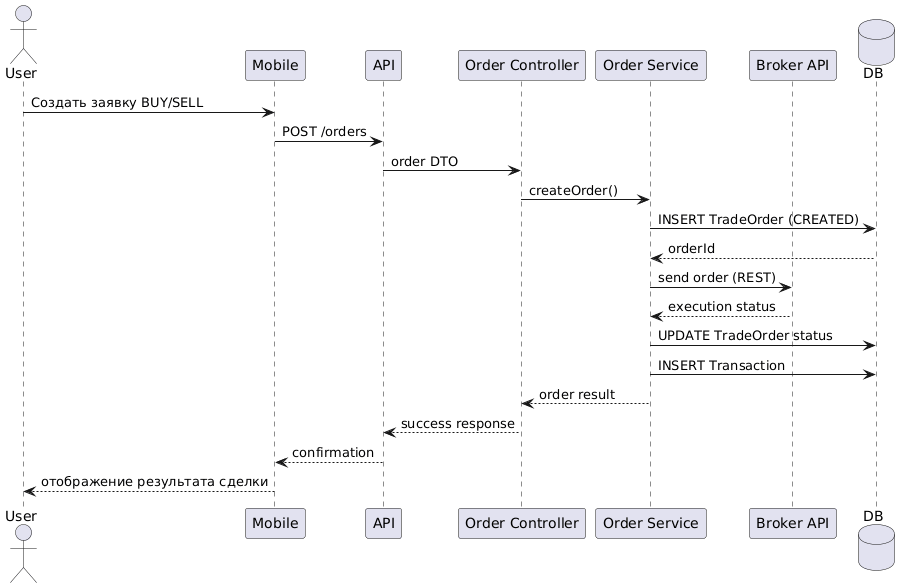 User
Mobile
API
Order Controller
Order Service
Broker API
DB
Создать заявку BUY/SELL
POST /orders
order DTO
createOrder()
INSERT TradeOrder (CREATED)
orderId
send order (REST)
execution status
UPDATE TradeOrder status
INSERT Transaction
order result
success response
confirmation
отображение результата сделки
User
Mobile
API
Order Controller
Order Service
Broker API
DB